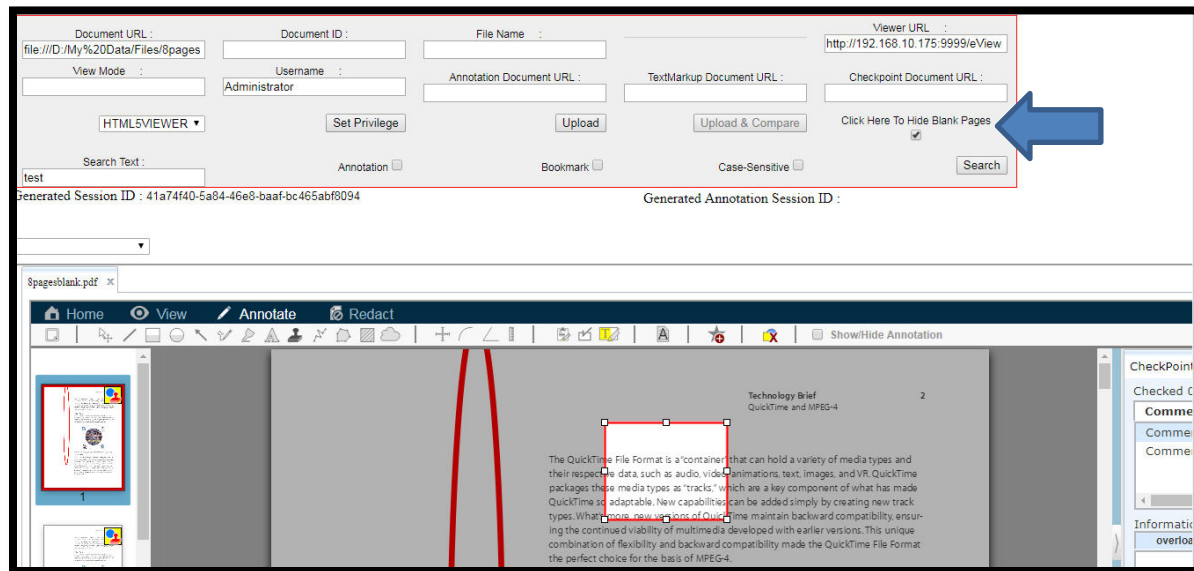 Document URL :
Document ID :
File Name :
Viewer URL :
file:///D:/My%20Data/Files/8pages
http://192.168.10.175:9999/eView
View Mode :
Username :
Annotation Document URL :
TextMarkup Document URL :
Checkpoint Document URL :
Administrator
HTML5VIEWER
Set Privilege
Upload
Upload & Compare
Click Here To Hide Blank Pages
Search Text :
Annotation
Bookmark
Case-Sensitive
Search
test
Generated Session ID : 41a74f40-5a84-46e8-baaf-bc465abf8094
Generated Annotation Session ID :
8pagesblank.pdf
Home View Annotate Redact
Show/Hide Annotation
CheckPoint
Checked
Technology Brief 2
QuickTime and MPEG-4
Comme
Comme
Comme
The QuickTime File Format is a "container" that can hold a variety of media types and
their respective data, such as audio, video, animations, text, images, and VR. QuickTime
packages these media types as "tracks," which are a key component of what has made
QuickTime so adaptable. New capabilities can be added simply by creating new track
types. What's more, new versions of QuickTime maintain backward compatibility, ensur-
ing the continued viability of multimedia developed with earlier versions. This unique
combination of flexibility and backward compatibility made the QuickTime File Format
the perfect choice for the basis of MPEG-4.
1
Informatic
overloa